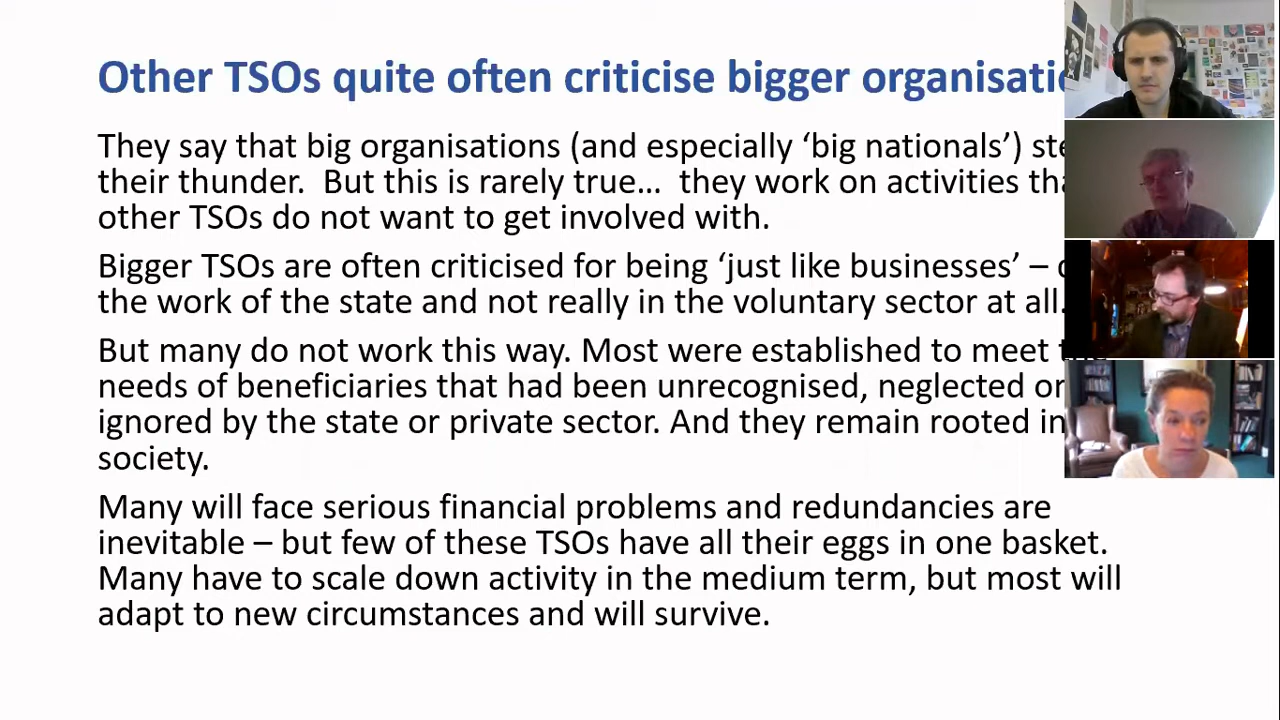 Other TSOs quite often criticise bigger
They say that big organisations (and especially ‘big nationals’)
their thunder.  But this is rarely true…  they work on activities
other TSOs do not want to get involved with.
Bigger TSOs are often criticised for being ‘just like businesses’ –
the work of the state and not really in the voluntary sector at all.
But many do not work this way. Most were established to meet
needs of beneficiaries that had been unrecognised, neglected or
ignored by the state or private sector. And they remain rooted in
society.
Many will face serious financial problems and redundancies are
inevitable – but few of these TSOs have all their eggs in one basket.
Many have to scale down activity in the medium term, but most will
adapt to new circumstances and will survive.